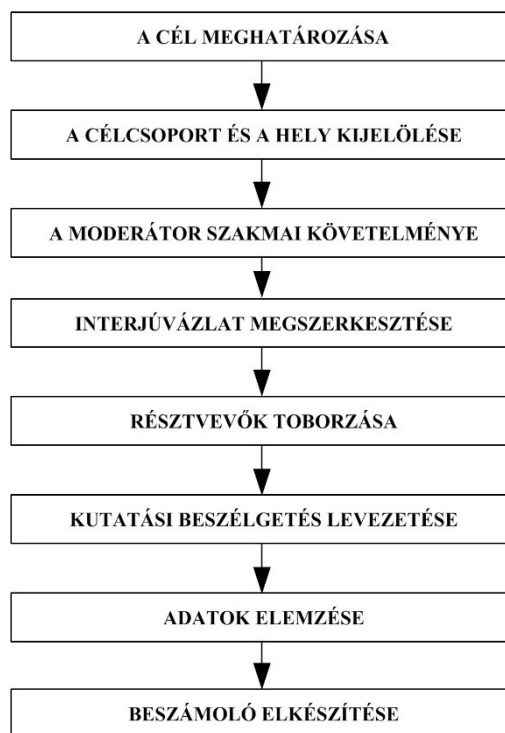 A CÉL MEGHATÁROZÁSA
A CÉLCSOPORT ÉS A HELY KIJELÖLÉSE
A MODERÁTOR SZAKMAI KÖVETELMÉNYE
INTERJÚVÁZLAT MEGSZERKESZTÉSE
RÉSZTVEVŐK TOBORZÁSA
KUTATÁSI BESZÉLGETÉS LEVEZETÉSE
ADATOK ELEMZÉSE
BESZÁMOLÓ ELKÉSZÍTÉSE